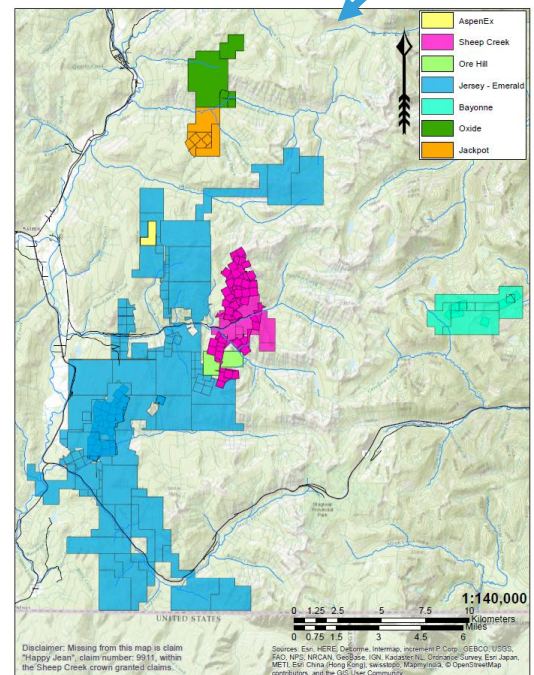 AspenEx
Sheep Creek
Ore Hill
Jersey - Emerald
Bayonne
Oxide
Jackpot
Stagleap
Provincial
Park
1:140,000
0 1.25 2.5 5 7.5 10
Kilometers
Miles
0 0.75 1.5 3 4.5 6
UNITED STATES
Disclaimer: Missing from this map is claim
"Happy Jean", claim number: 9911, within
the Sheep Creek crown granted claims.
Sources: Esri, HERE, DeLorme, Intermap, increment P Corp., GEBCO, USGS,
FAO, NPS, NRCAN, GeoBase, IGN, Kadaster NL, Ordnance Survey, Esri Japan,
METI, Esri China (Hong Kong), swisstopo, MapmyIndia, © OpenStreetMap
contributors, and the GIS User Community